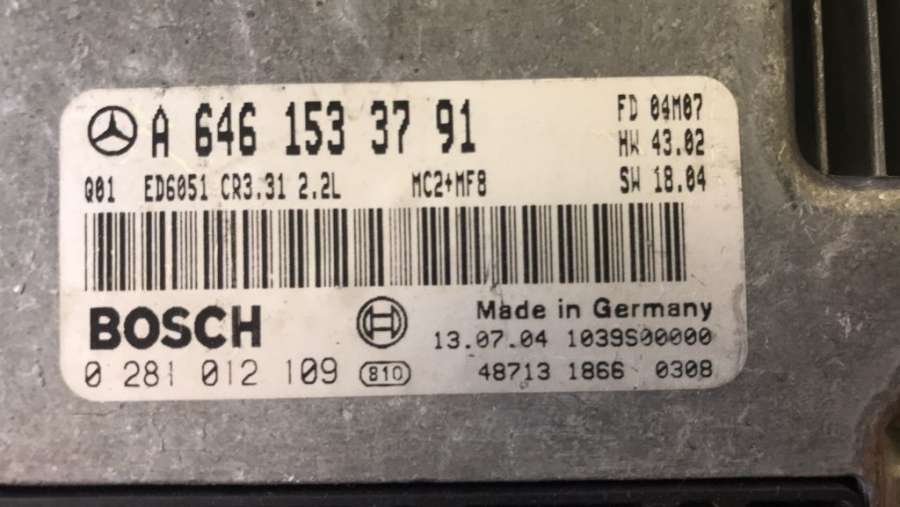 A 646 153 37 91
FD 04M07
HW 43.02
Q01 ED6051 CR3.31 2.2L MC2+MF8 SW 18.04
BOSCH
Made in Germany
13.07.04 1039S00000
0 281 012 109 810 48713 1866 0308